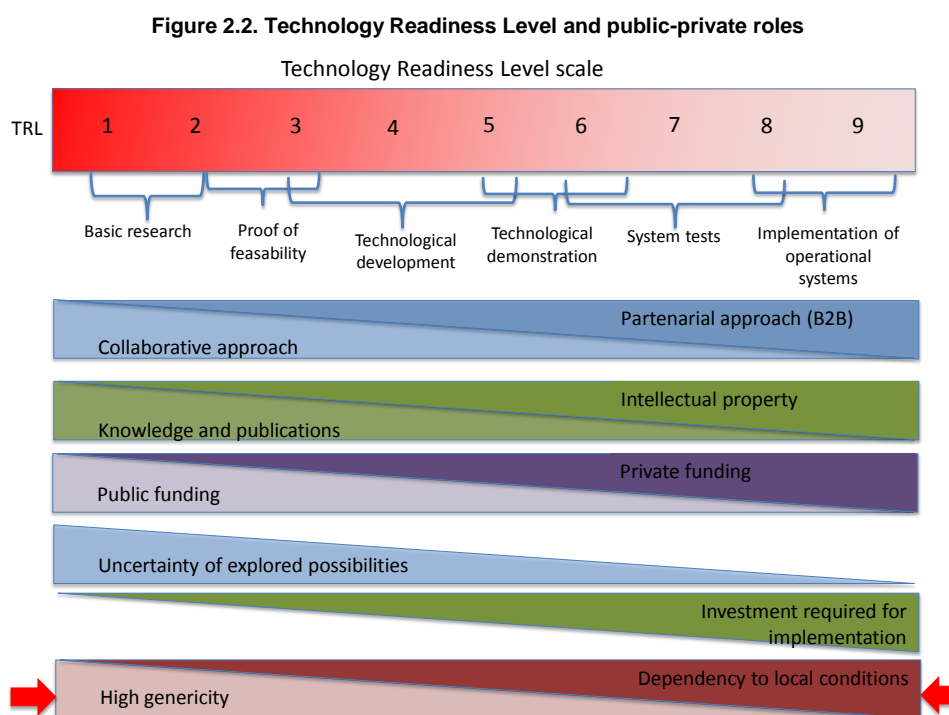 Figure 2.2. Technology Readiness Level and public-private roles
Technology Readiness Level scale
TRL 1 2 3 4 5 6 7 8 9
Basic research
Proof of
feasability
Technological
development
Technological
demonstration
System tests
Implementation of
operational
systems
Partenarial approach (B2B)
Collaborative approach
Intellectual property
Knowledge and publications
Private funding
Public funding
Uncertainty of explored possibilities
Investment required for
implementation
Dependency to local conditions
High genericity